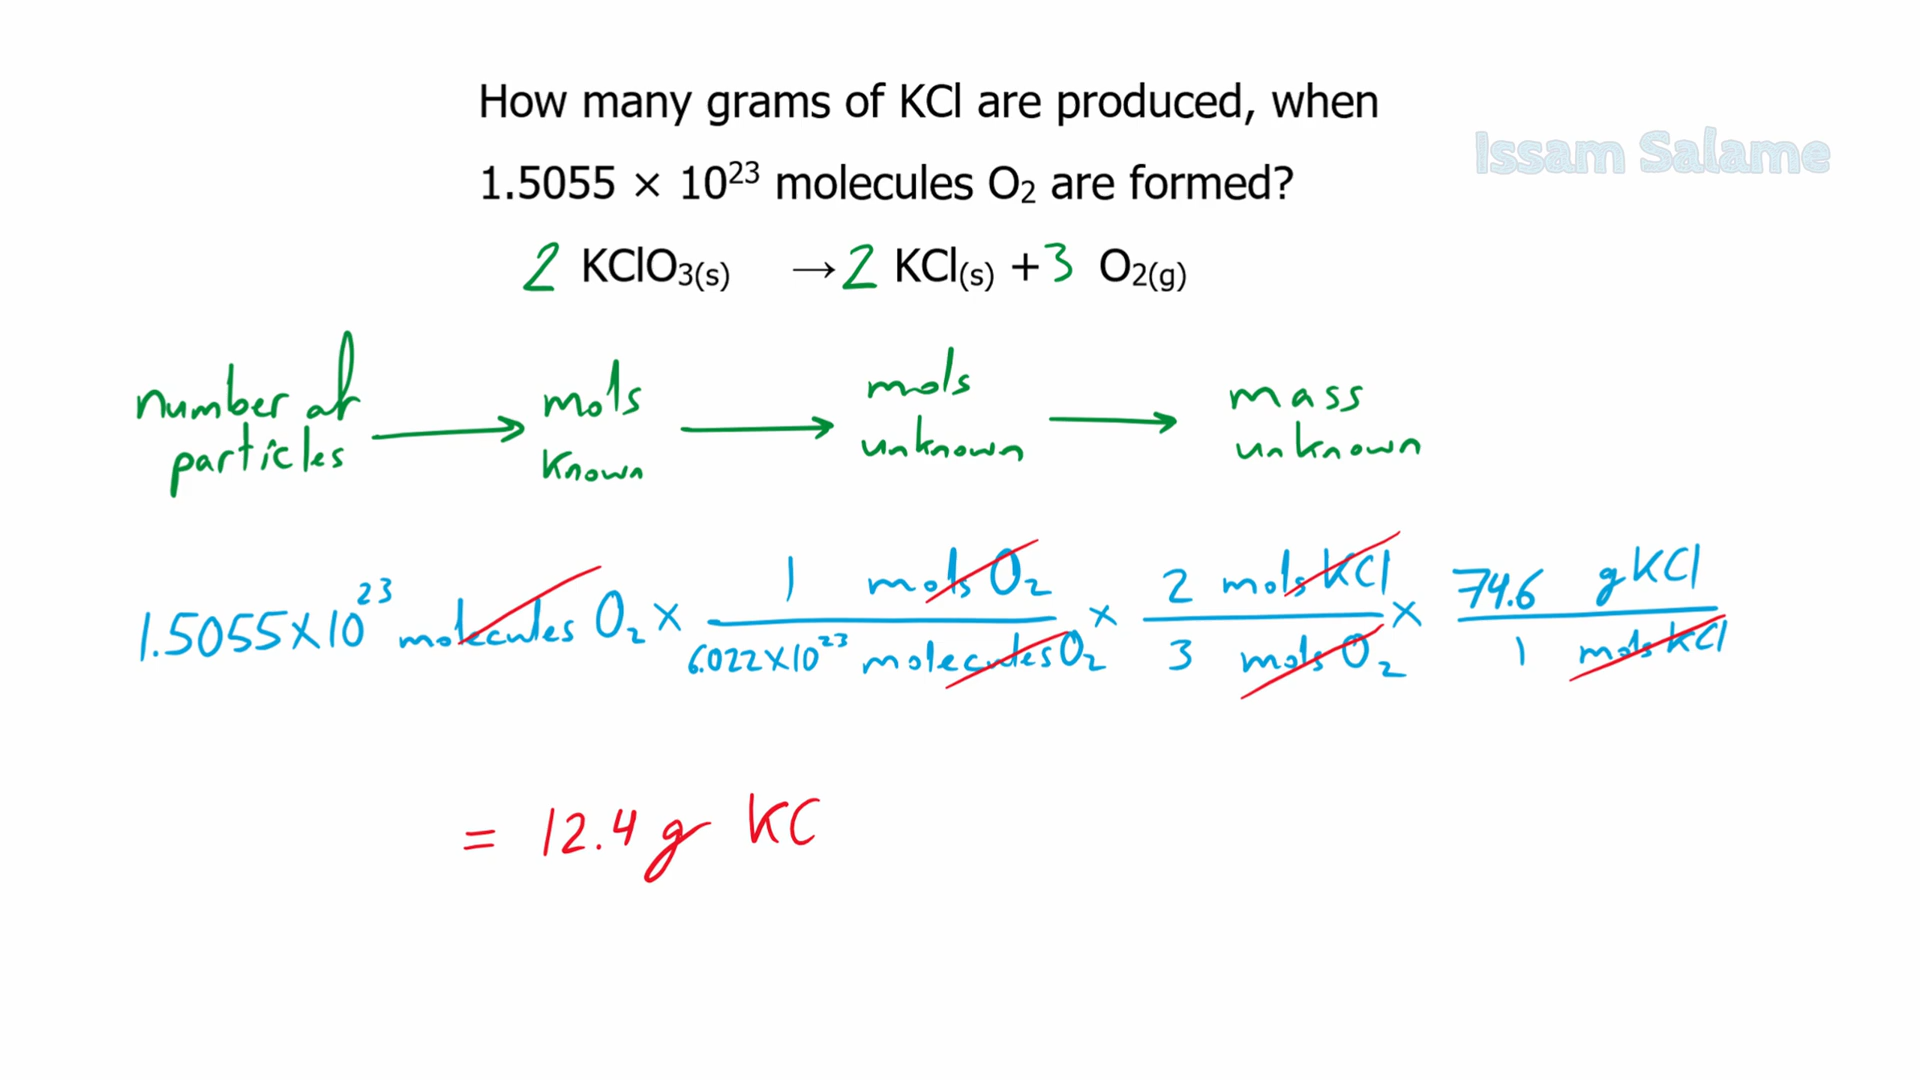 How many grams of KCl are produced, when
Issam Salame
1.5055 × 10²³ molecules O₂ are formed?
2 KClO₃(s) → 2 KCl(s) + 3 O₂(g)
number of particles → mols known → mols unknown → mass unknown
1.5055×10²³ molecules O₂ × 1 mols O₂ / 6.022×10²³ molecules O₂ × 2 mols KCl / 3 mols O₂ × 74.6 g KCl / 1 mols KCl
= 12.4 g KC